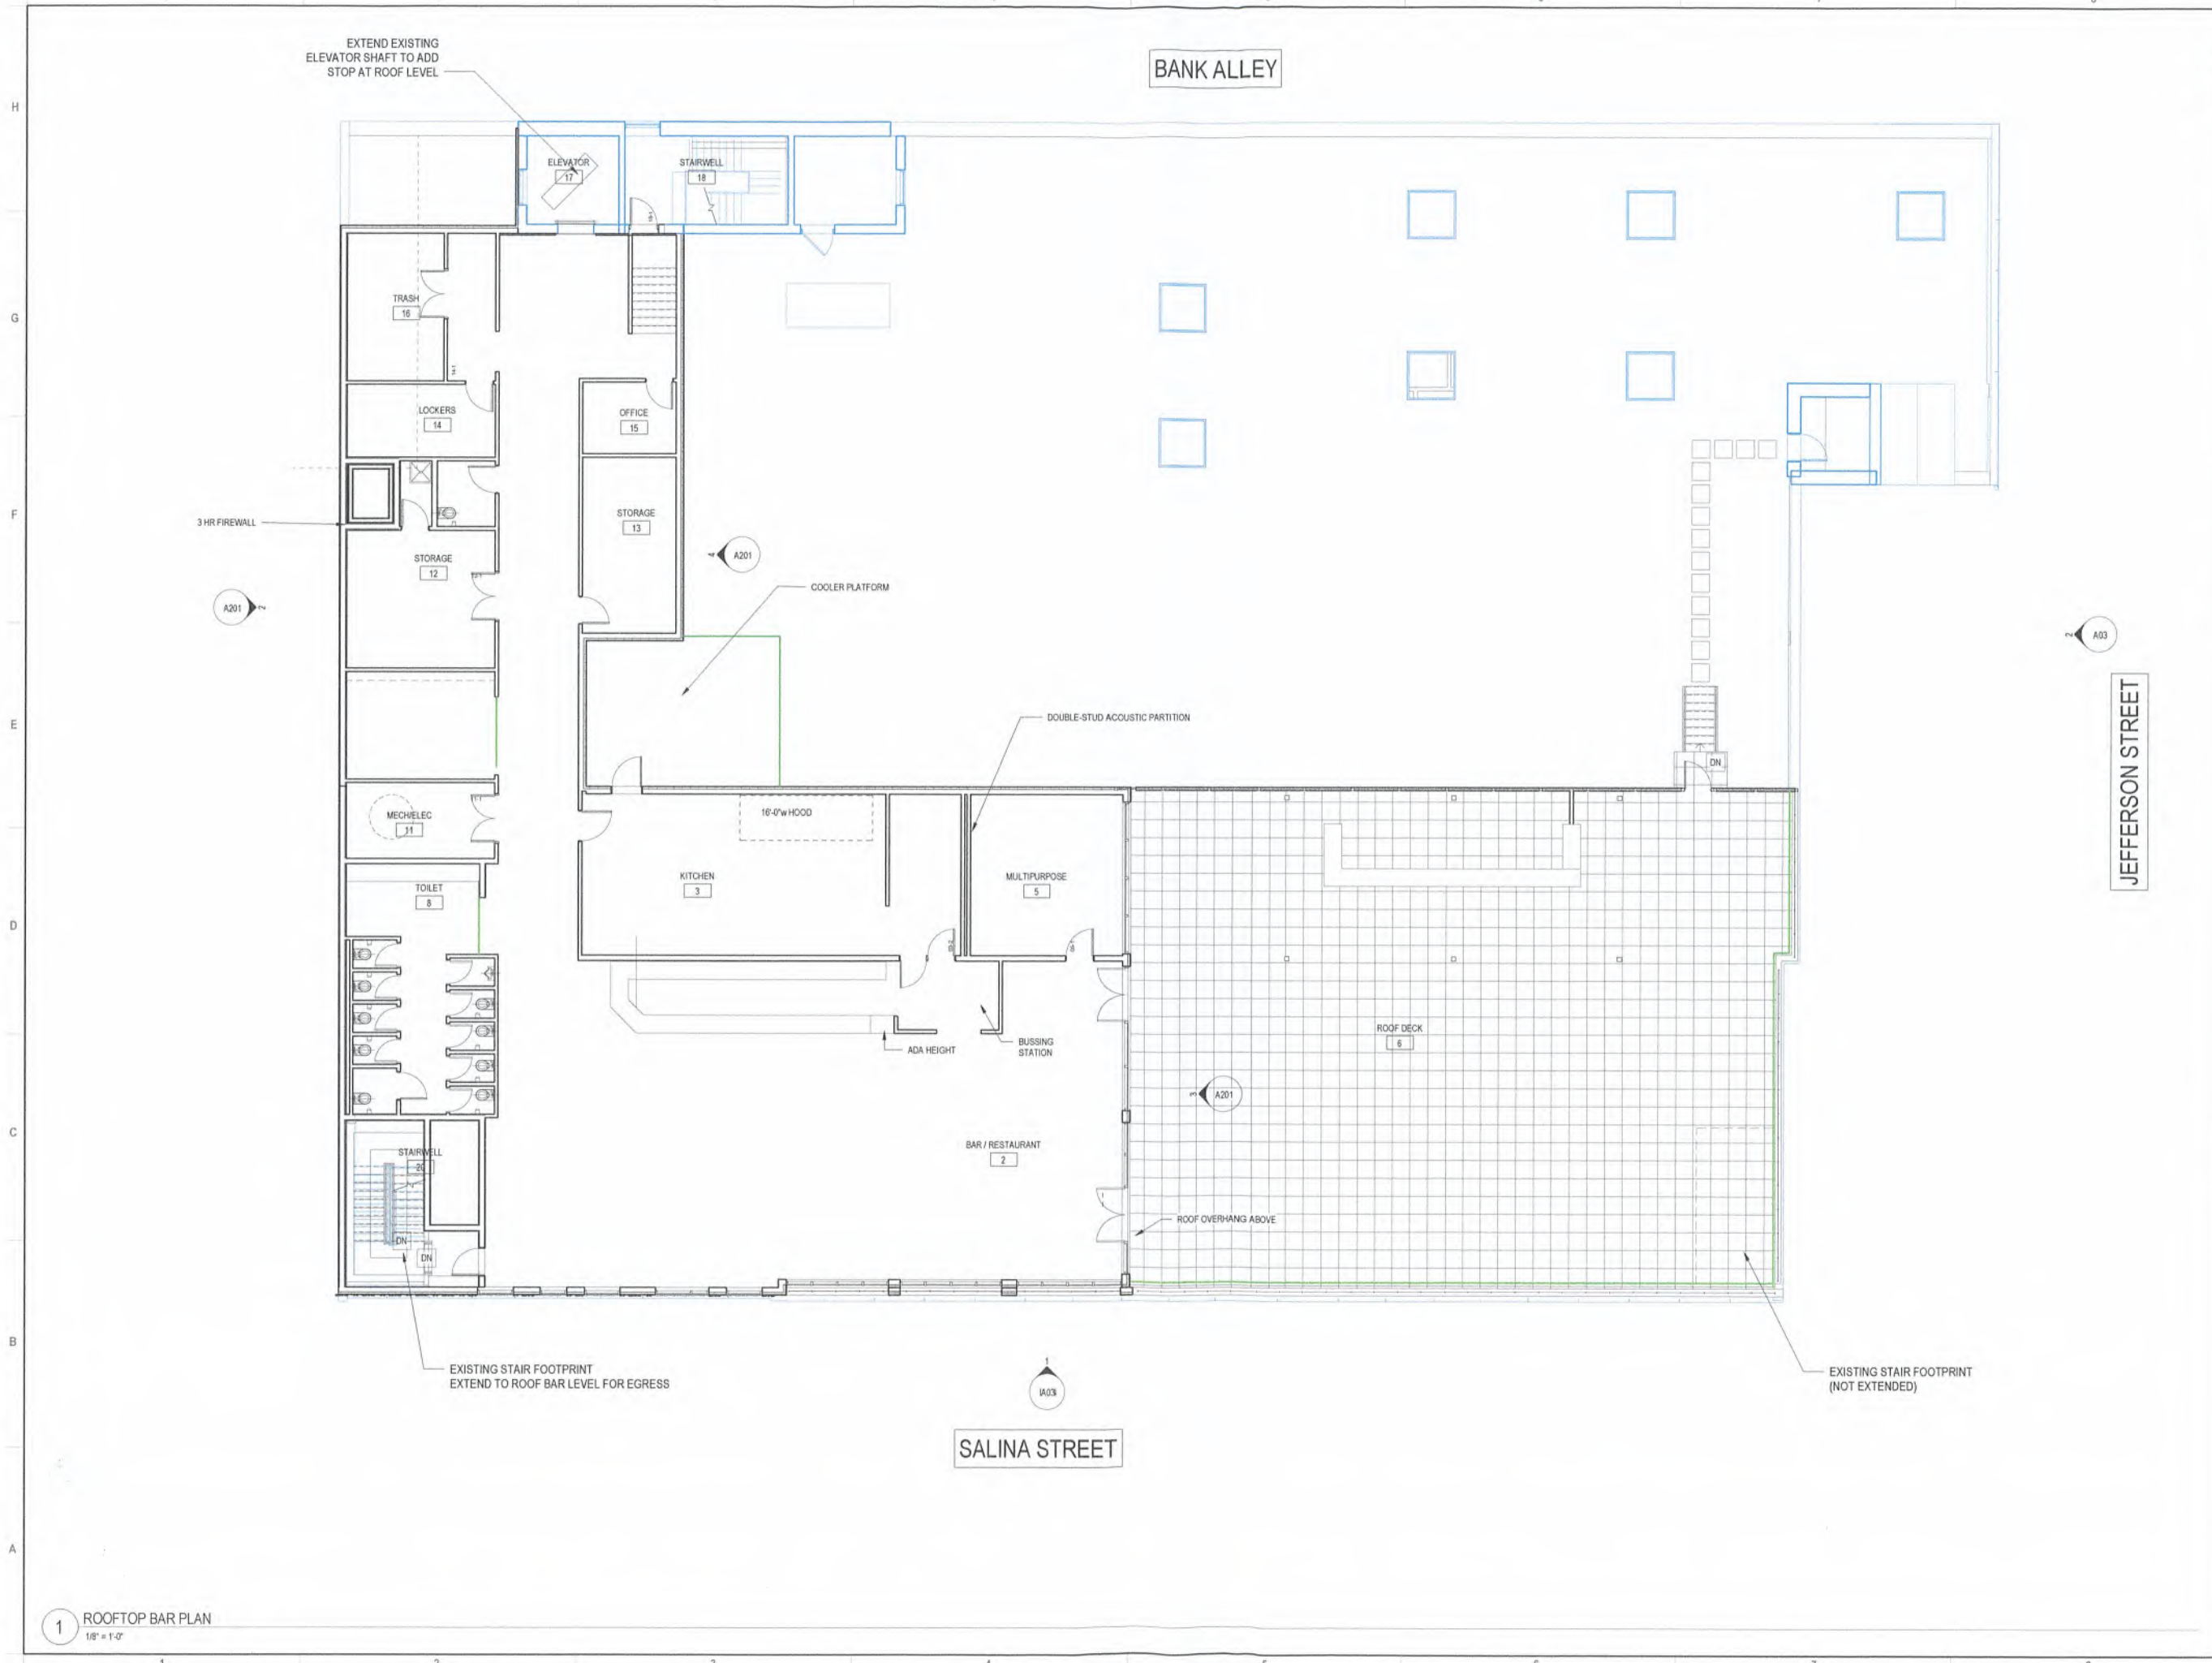 EXTEND EXISTING
ELEVATOR SHAFT TO ADD
STOP AT ROOF LEVEL
BANK ALLEY
H
ELEVATOR
17
STAIRWELL
18
TRASH
16
G
LOCKERS
14
OFFICE
15
F
3 HR FIREWALL
STORAGE
13
STORAGE
12
4
A201
COOLER PLATFORM
A201
2
2
A03
JEFFERSON STREET
E
DOUBLE-STUD ACOUSTIC PARTITION
DN
MECH/ELEC
11
16'-0"w HOOD
KITCHEN
3
MULTIPURPOSE
5
TOILET
8
D
ROOF DECK
6
ADA HEIGHT
BUSSING
STATION
3
A201
C
BAR / RESTAURANT
2
STAIRWELL
20
ROOF OVERHANG ABOVE
DN
DN
B
EXISTING STAIR FOOTPRINT
EXTEND TO ROOF BAR LEVEL FOR EGRESS
1
EXISTING STAIR FOOTPRINT
(NOT EXTENDED)
SALINA STREET
A
1
ROOFTOP BAR PLAN
1/8" = 1'-0"